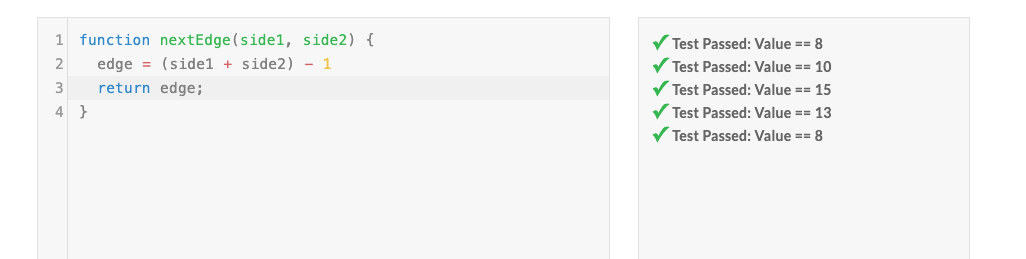 1 function nextEdge(side1, side2) {
2 edge = (side1 + side2) - 1
3 return edge;
4 }
Test Passed: Value == 8
Test Passed: Value == 10
Test Passed: Value == 15
Test Passed: Value == 13
Test Passed: Value == 8